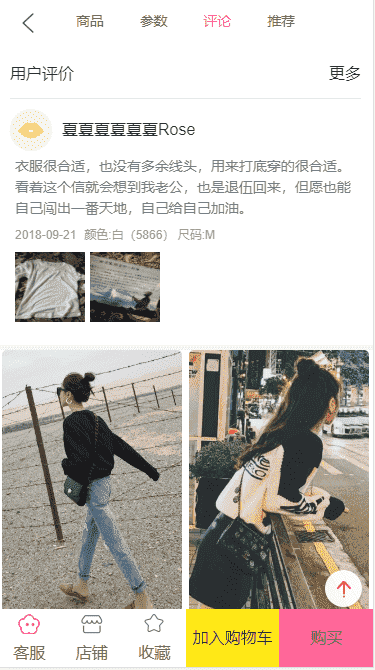 商品 参数 评论 推荐
用户评价 更多
夏夏夏夏夏夏Rose
衣服很合适，也没有多余线头，用来打底穿的很合适。
看着这个信就会想到我老公，也是退伍回来，但愿也能
自己闯出一番天地，自己给自己加油。
2018-09-21 颜色:白（5866） 尺码:M
客服 店铺 收藏 加入购物车 购买